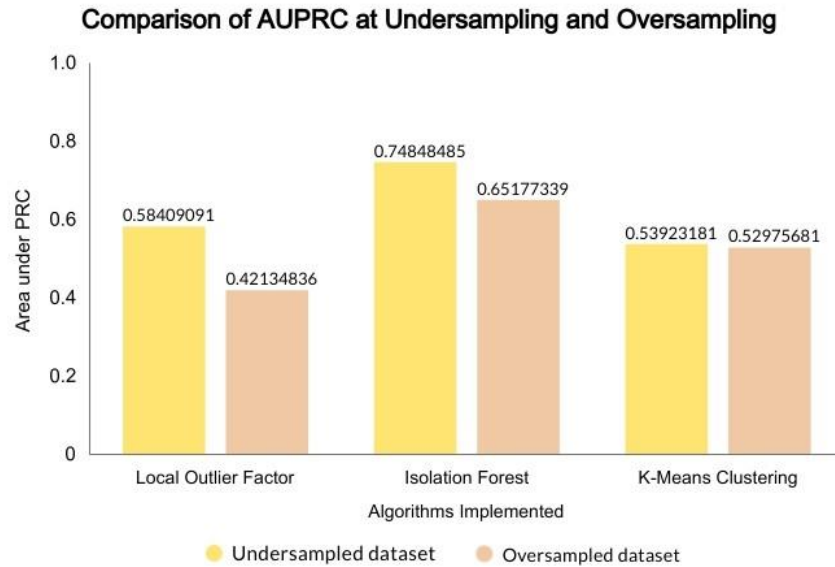 Comparison of AUPRC at Undersampling and Oversampling
Area under PRC
1.0
0.8
0.6
0.4
0.2
0
0.58409091
0.42134836
0.74848485
0.65177339
0.53923181
0.52975681
Local Outlier Factor
Isolation Forest
K-Means Clustering
Algorithms Implemented
Undersampled dataset
Oversampled dataset